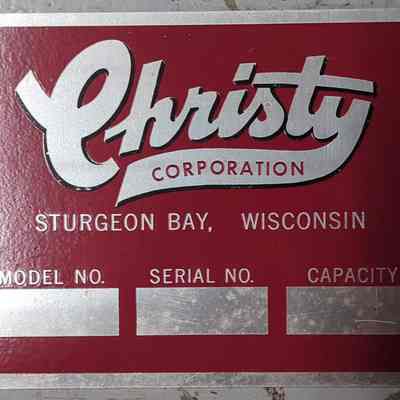 Christy
CORPORATION
STURGEON BAY, WISCONSIN
MODEL NO. SERIAL NO. CAPACITY